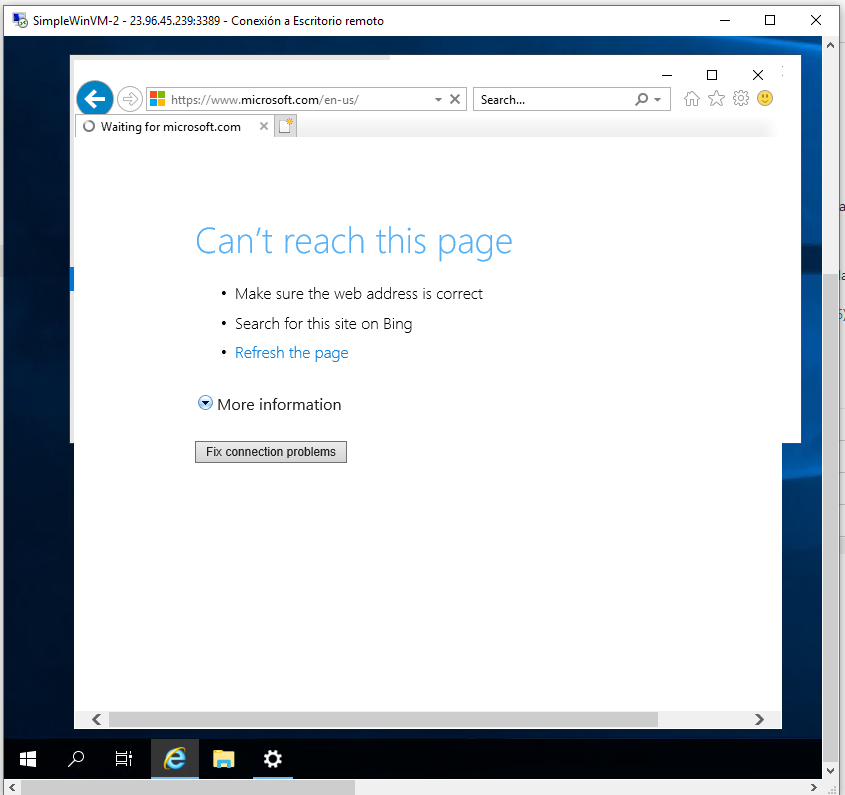 SimpleWinVM-2 - 23.96.45.239:3389 - Conexión a Escritorio remoto
https://www.microsoft.com/en-us/
Search...
Waiting for microsoft.com
Can't reach this page
• Make sure the web address is correct
• Search for this site on Bing
• Refresh the page
More information
Fix connection problems